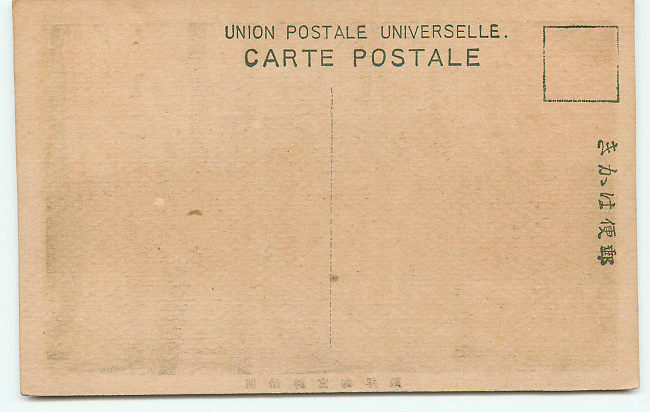 UNION POSTALE UNIVERSELLE.
CARTE POSTALE
きかは便郵